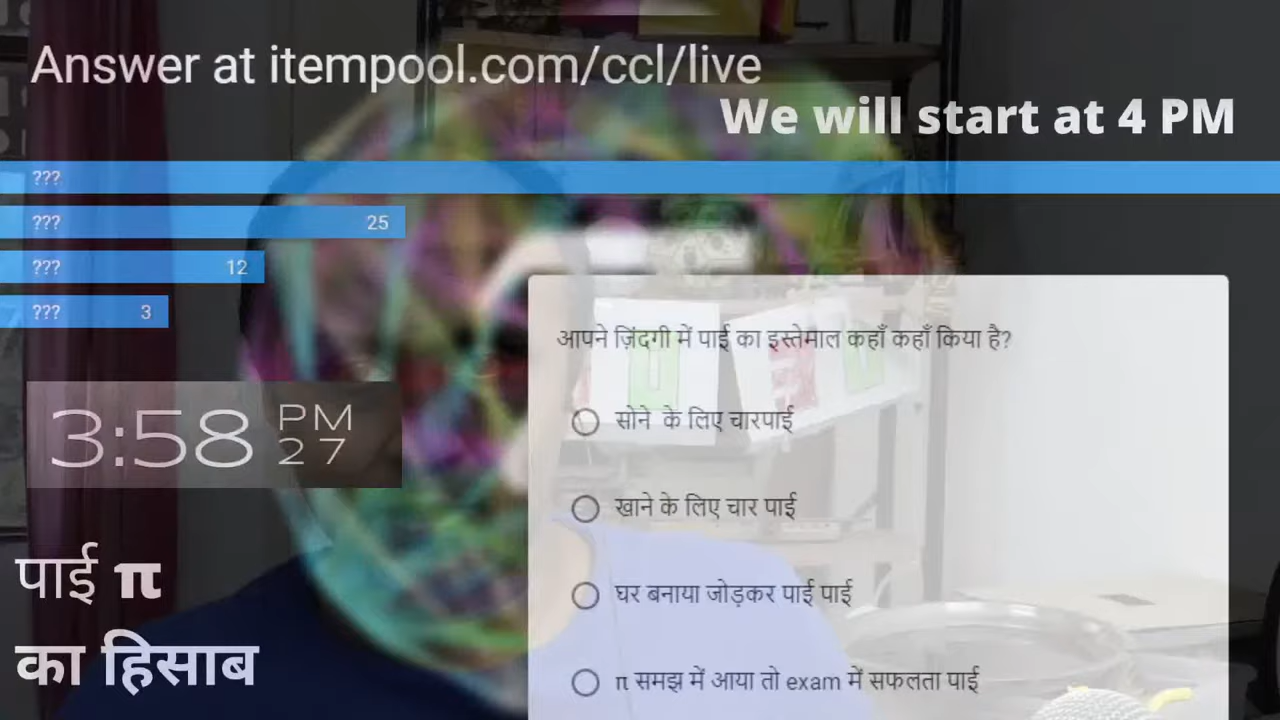 Answer at itempool.com/ccl/live
We will start at 4 PM
???
??? 25
??? 12
??? 3
आपने ज़िंदगी में पाई का इस्तेमाल कहाँ कहाँ किया है?
सोने के लिए चारपाई
खाने के लिए चार पाई
घर बनाया जोड़कर पाई पाई
π समझ में आया तो exam में सफलता पाई
3:58 PM
27
पाई π
का हिसाब